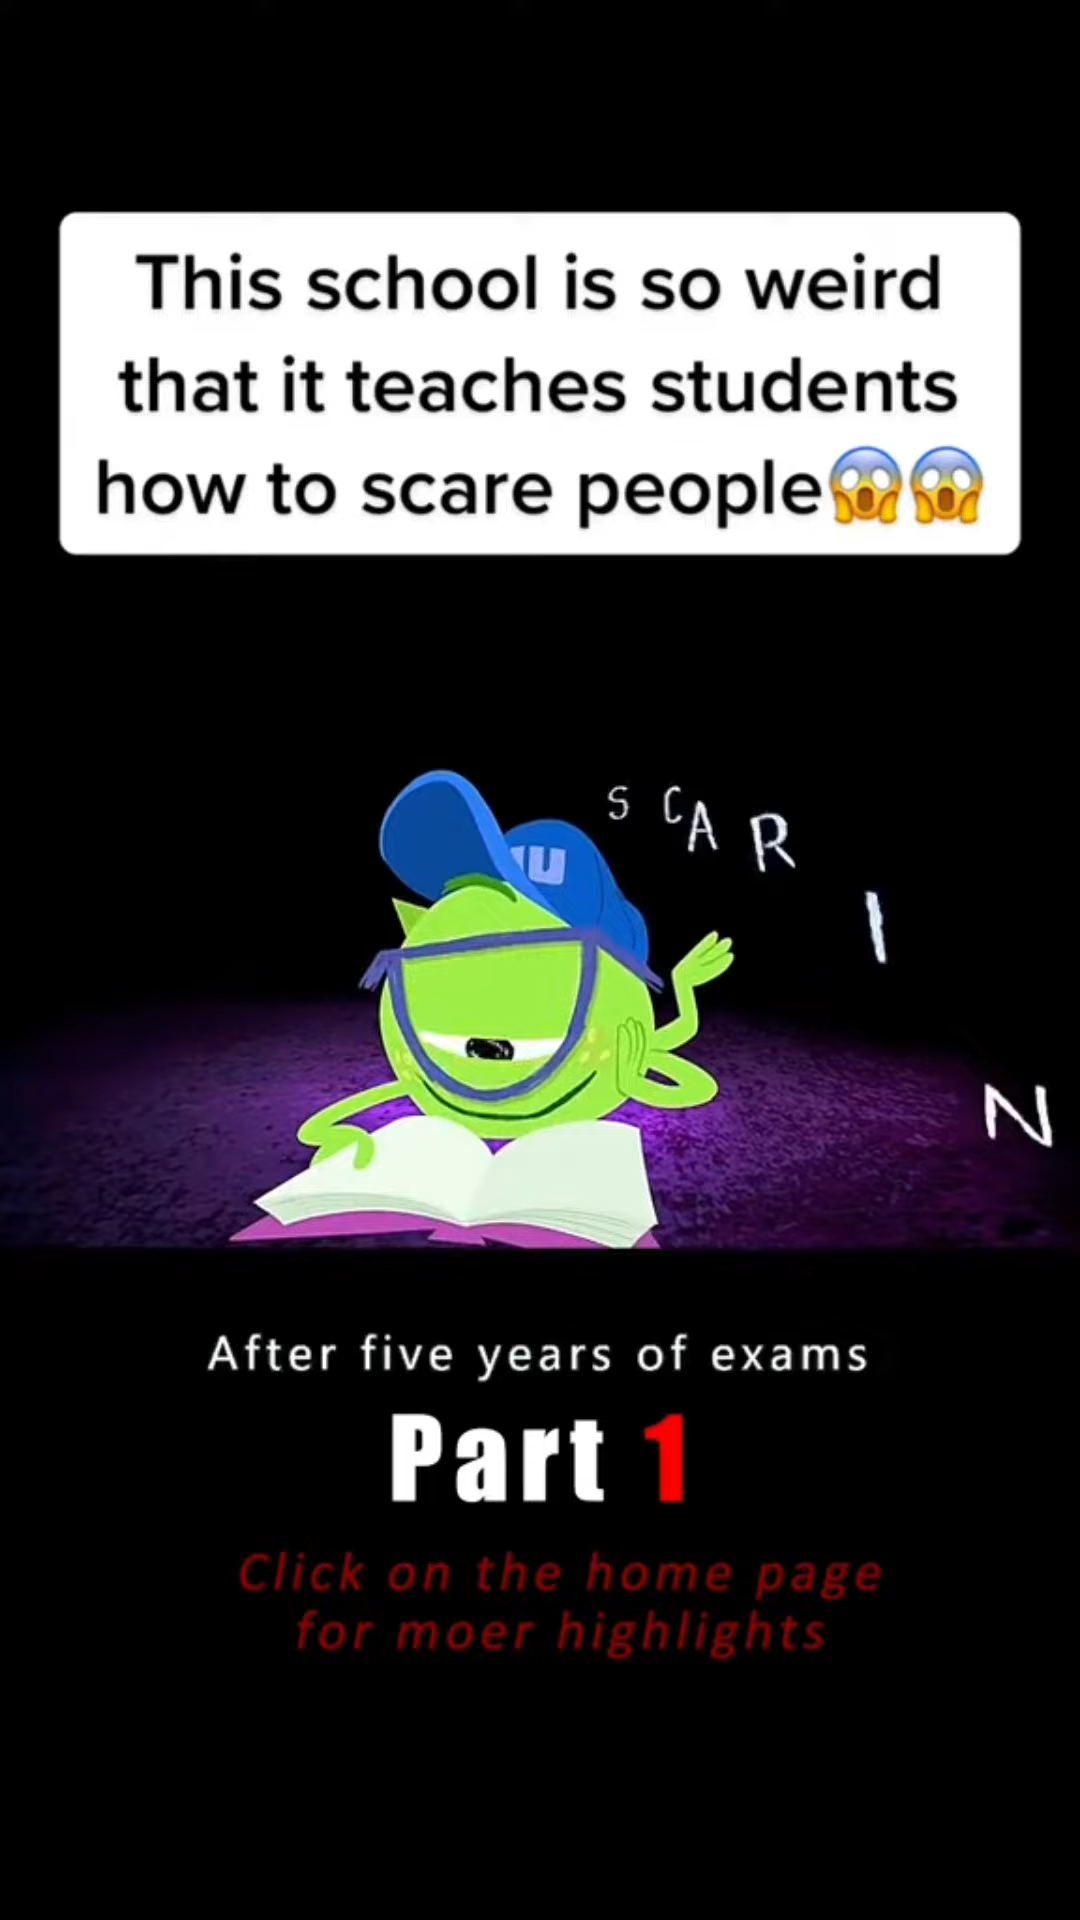 This school is so weird
that it teaches students
how to scare people😱😱
S C A R I N
MU
After five years of exams
Part 1
Click on the home page
for moer highlights